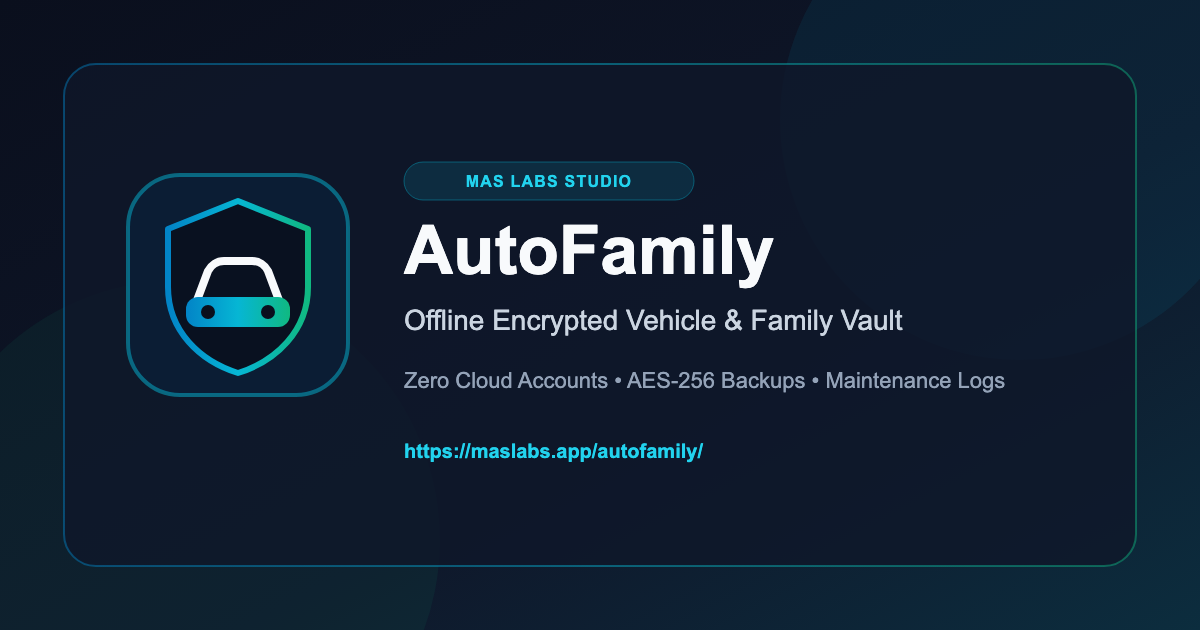 MAS LABS STUDIO
AutoFamily
Offline Encrypted Vehicle & Family Vault
Zero Cloud Accounts • AES-256 Backups • Maintenance Logs
https://maslabs.app/autofamily/